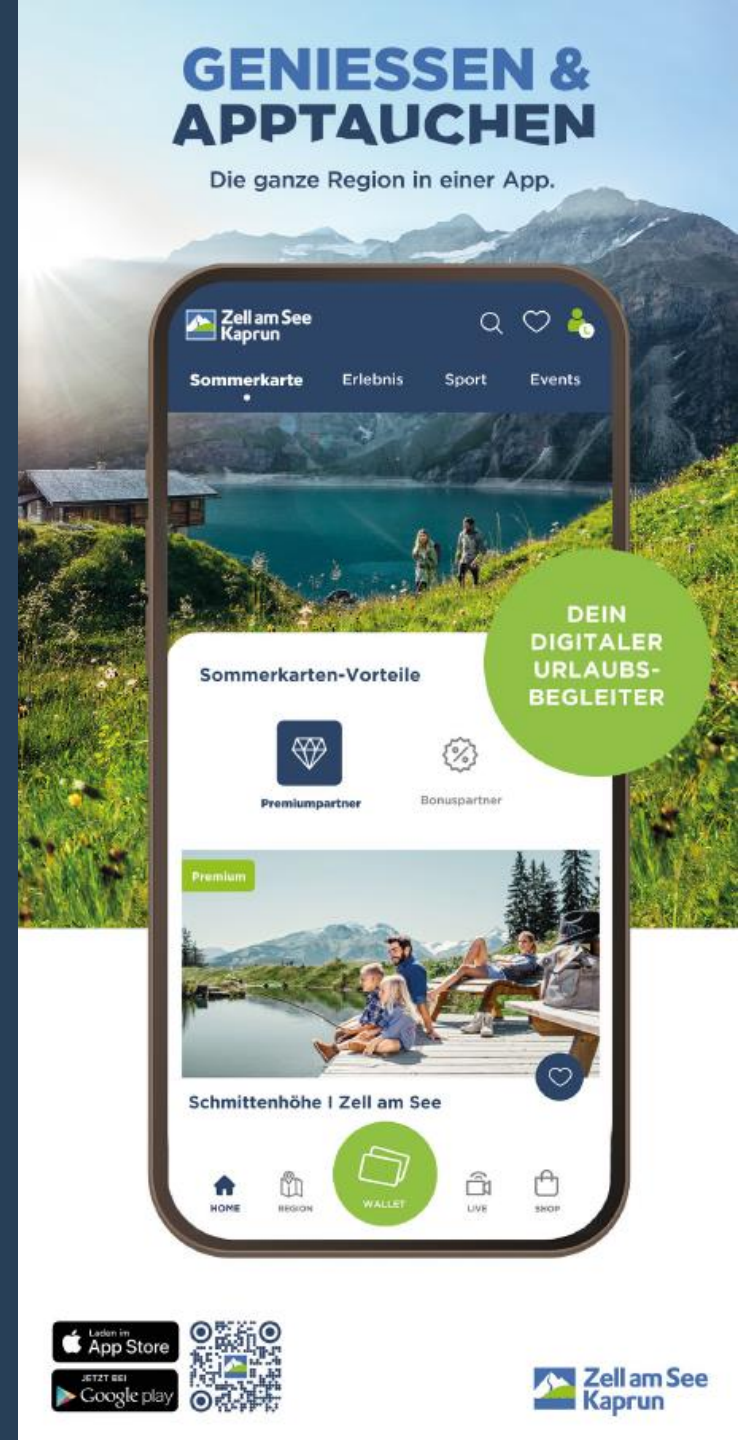 GENIESSEN &
APPTAUCHEN
Die ganze Region in einer App.
Zell am See
Kaprun
Sommerkarte Erlebnis Sport Events
DEIN
DIGITALER
URLAUBS-
BEGLEITER
Sommerkarten-Vorteile
Premiumpartner Bonuspartner
Premium
Schmittenhöhe | Zell am See
HOME REGION WALLET LIVE SHOP
Laden im
App Store
JETZT BEI
Google play
Zell am See
Kaprun